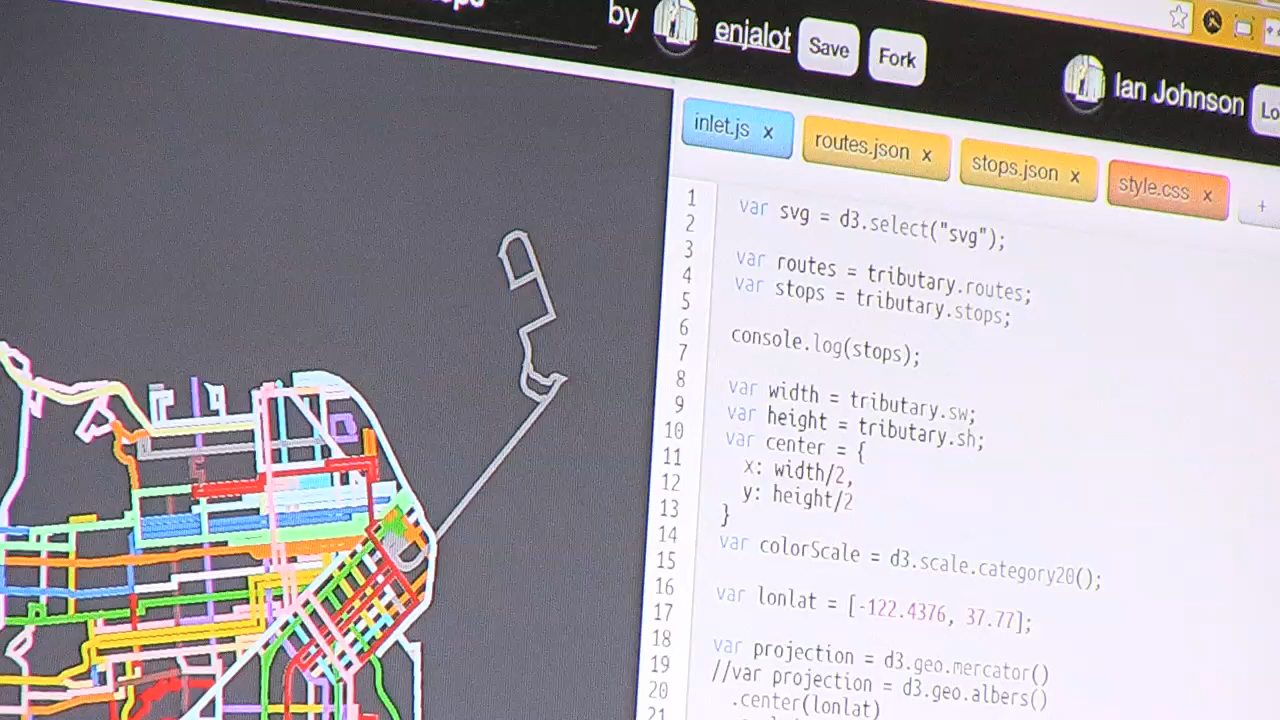 by enjalot Save Fork Ian Johnson
inlet.js x routes.json x stops.json x style.css x +
1 var svg = d3.select("svg");
2
3 var routes = tributary.routes;
4 var stops = tributary.stops;
5
6 console.log(stops);
7
8 var width = tributary.sw;
9 var height = tributary.sh;
10 var center = {
11 x: width/2,
12 y: height/2
13 }
14 var colorScale = d3.scale.category20();
15
16 var lonlat = [-122.4376, 37.77];
17
18 var projection = d3.geo.mercator()
19 //var projection = d3.geo.albers()
20 .center(lonlat)
21